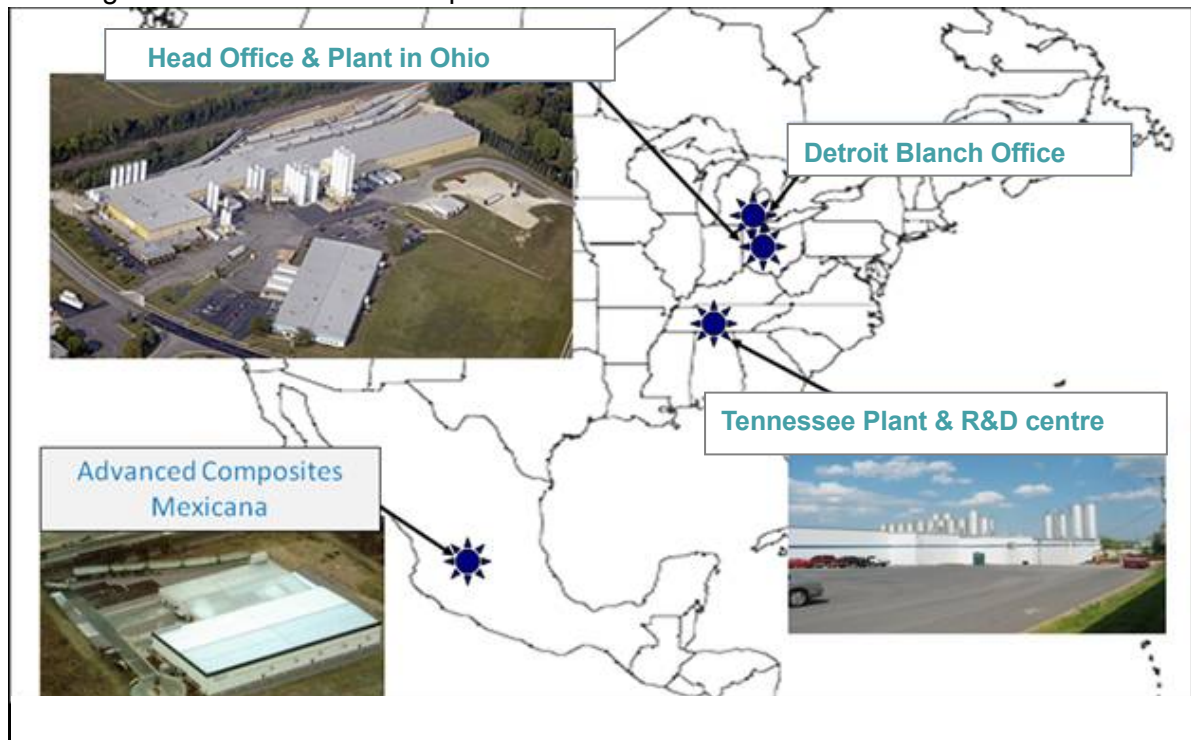 Head Office & Plant in Ohio
Detroit Blanch Office
Tennessee Plant & R&D centre
Advanced Composites
Mexicana